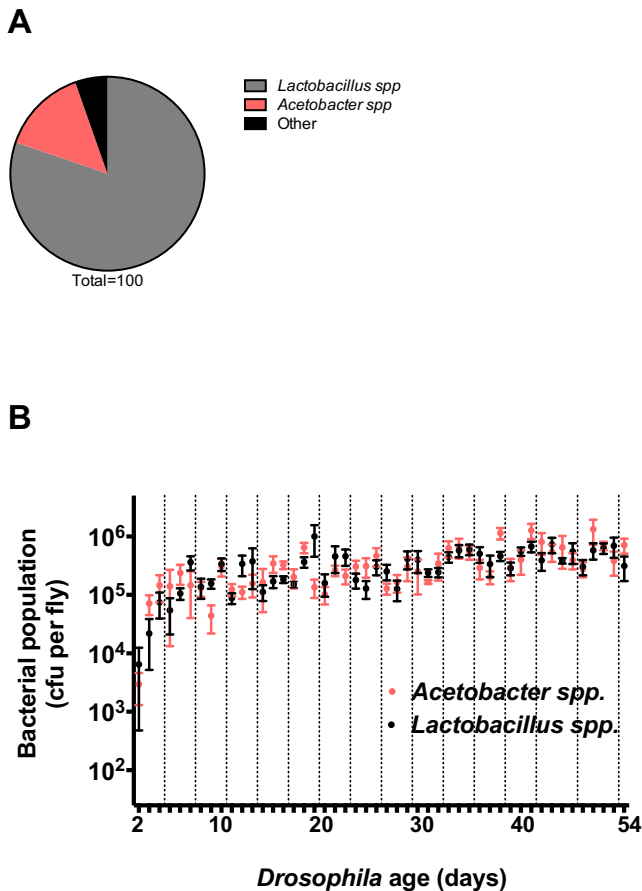 A
Lactobacillus spp
Acetobacter spp
Other
Total=100
B
Bacterial population
(cfu per fly)
10⁶
10⁵
10⁴
10³
10²
Acetobacter spp.
Lactobacillus spp.
2 10 20 30 40 54
Drosophila age (days)